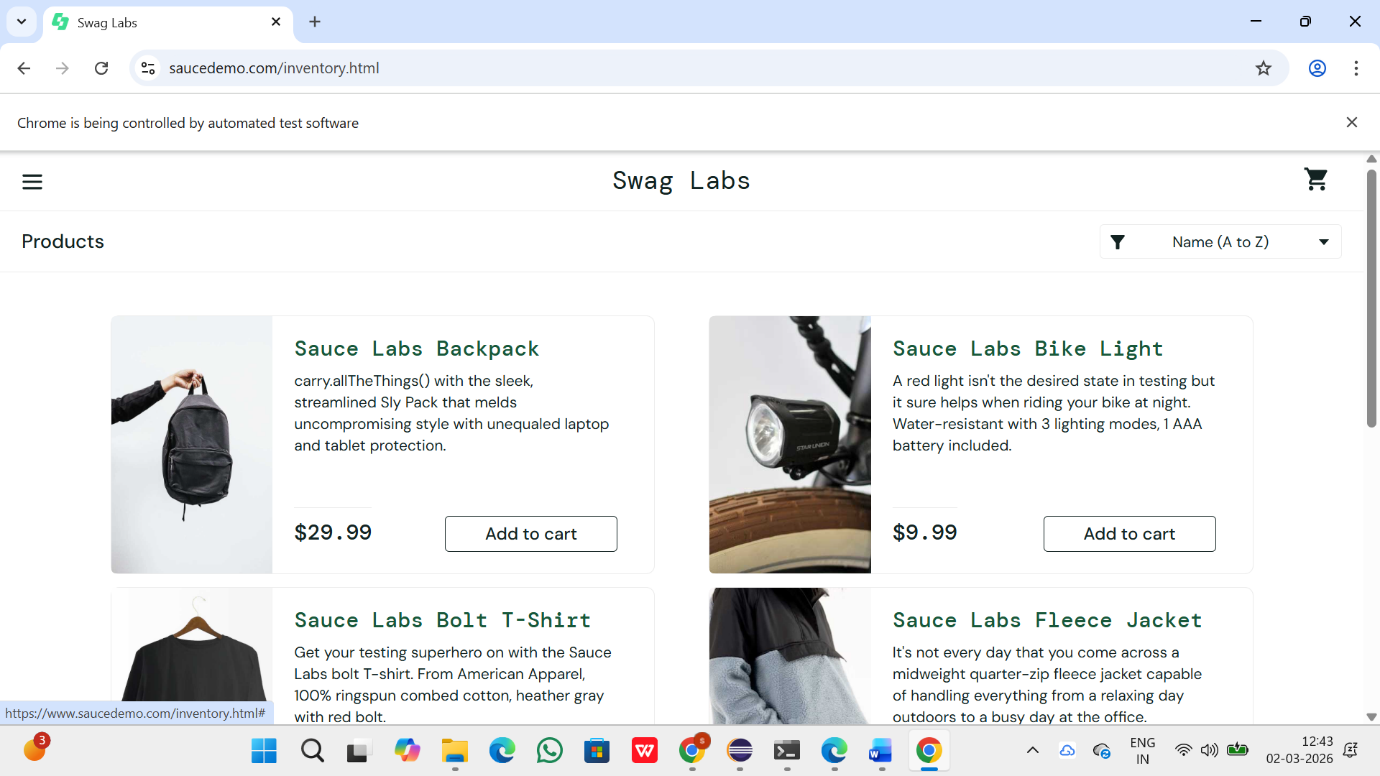 Swag Labs
saucedemo.com/inventory.html
Chrome is being controlled by automated test software
Swag Labs
Products
Name (A to Z)
Sauce Labs Backpack
carry.allTheThings() with the sleek,
streamlined Sly Pack that melds
uncompromising style with unequaled laptop
and tablet protection.
$29.99
Add to cart
Sauce Labs Bike Light
A red light isn't the desired state in testing but
it sure helps when riding your bike at night.
Water-resistant with 3 lighting modes, 1 AAA
battery included.
$9.99
Add to cart
STAR UNION
Sauce Labs Bolt T-Shirt
Get your testing superhero on with the Sauce
Labs bolt T-shirt. From American Apparel,
100% ringspun combed cotton, heather gray
with red bolt.
Sauce Labs Fleece Jacket
It's not every day that you come across a
midweight quarter-zip fleece jacket capable
of handling everything from a relaxing day
outdoors to a busy day at the office.
https://www.saucedemo.com/inventory.html#
3
W
S
W
ENG
IN
12:43
02-03-2026